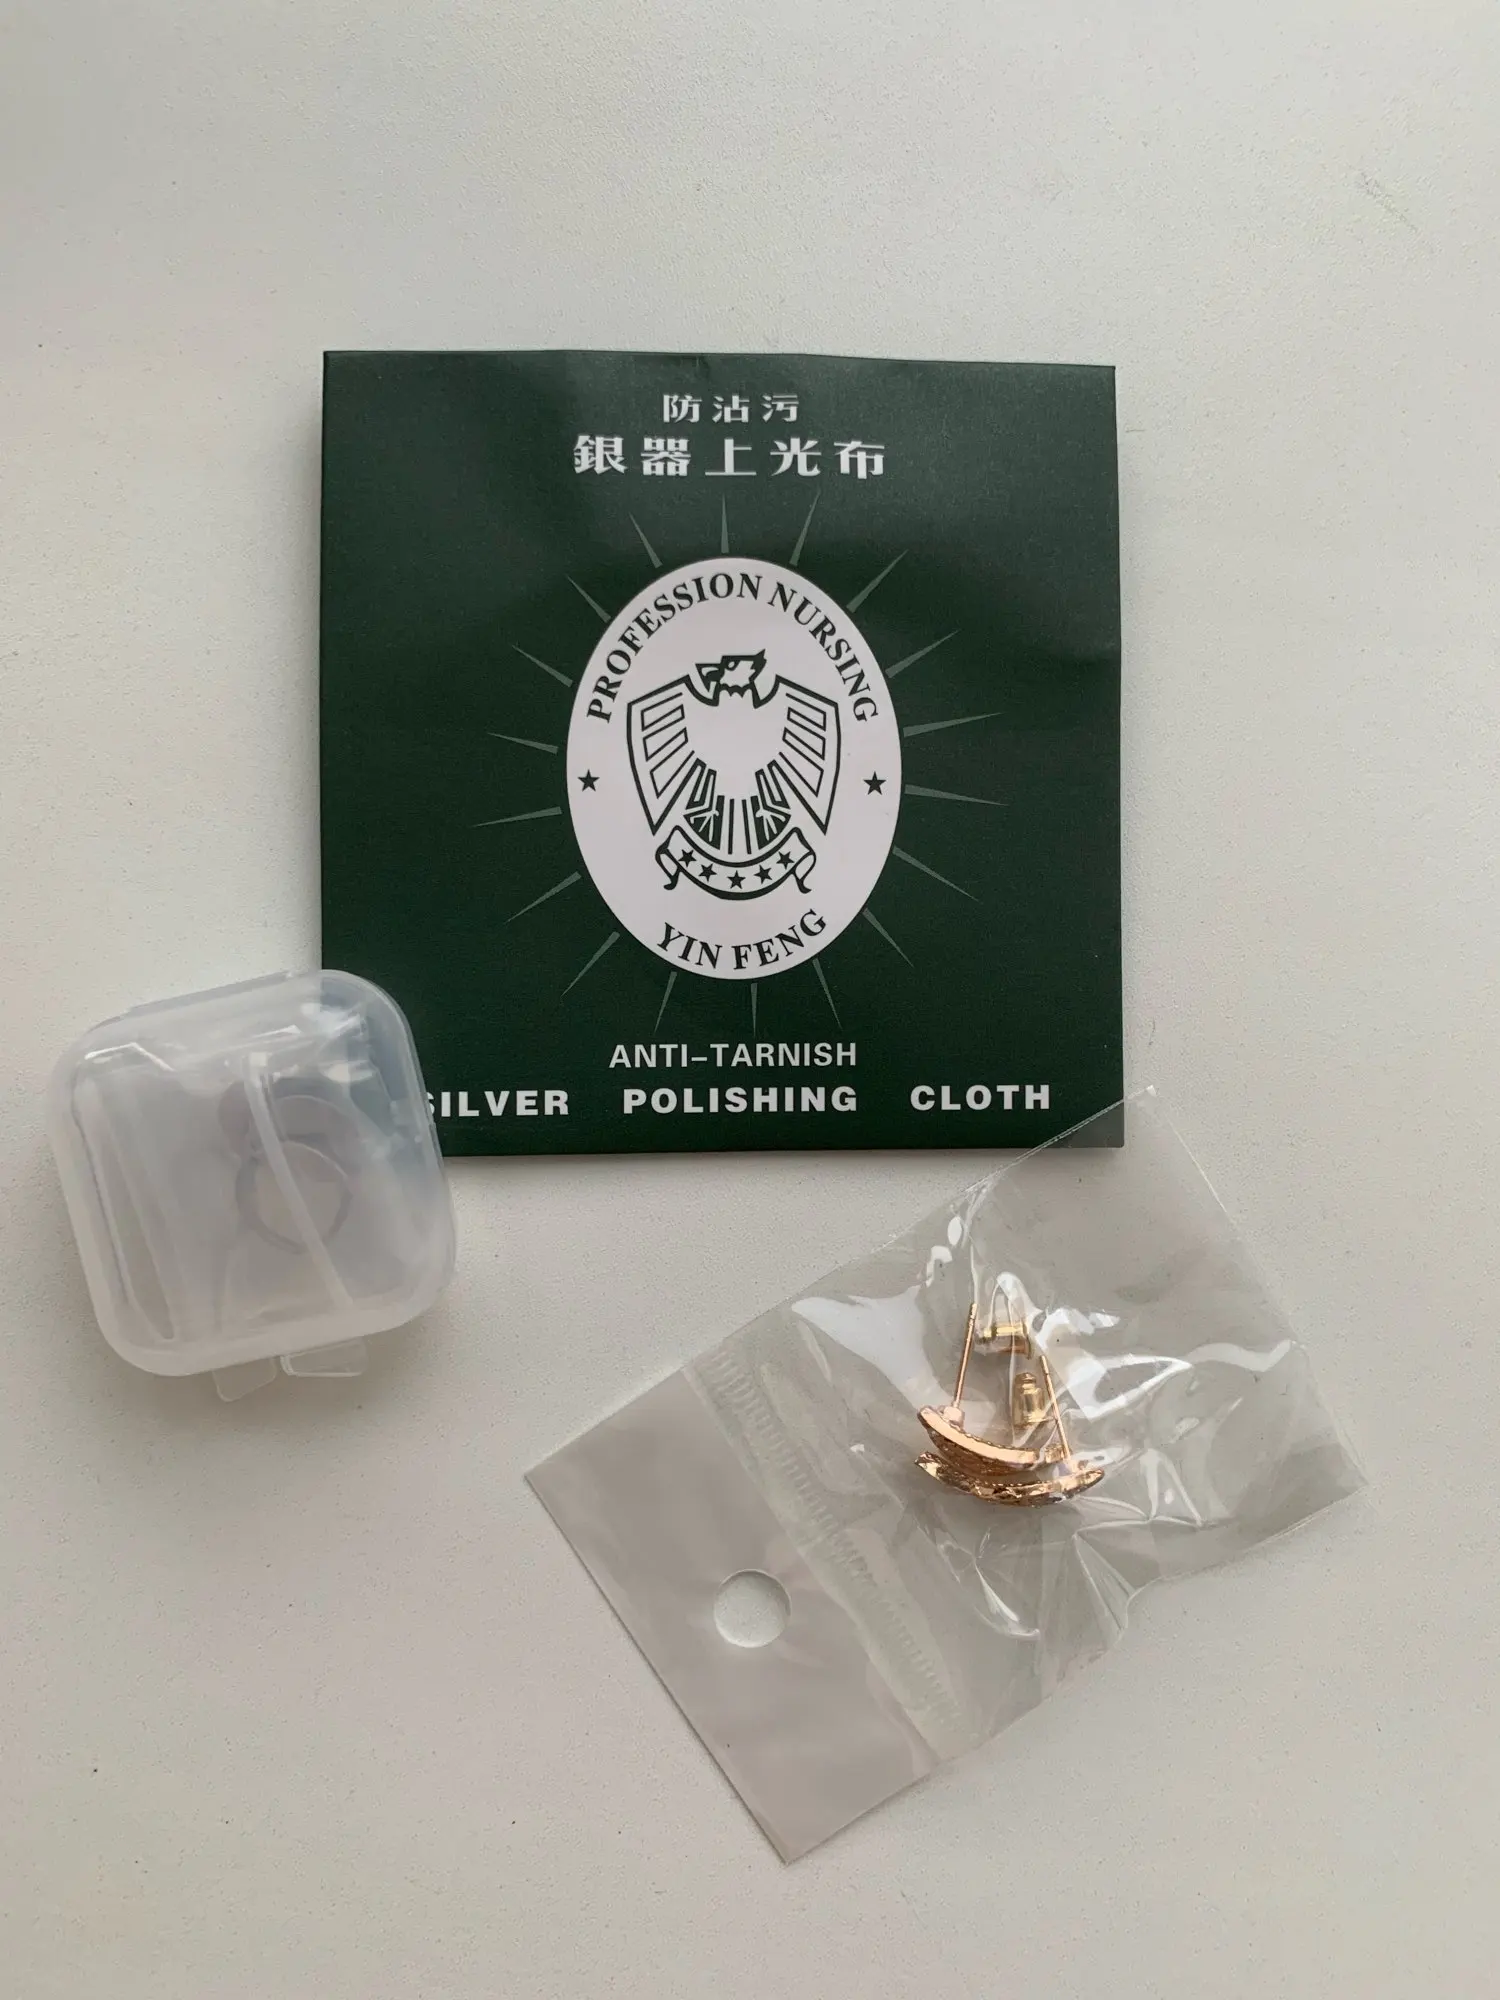 防沾污
銀器上光布
PROFESSION NURSING
YIN FENG
ANTI-TARNISH
SILVER POLISHING CLOTH